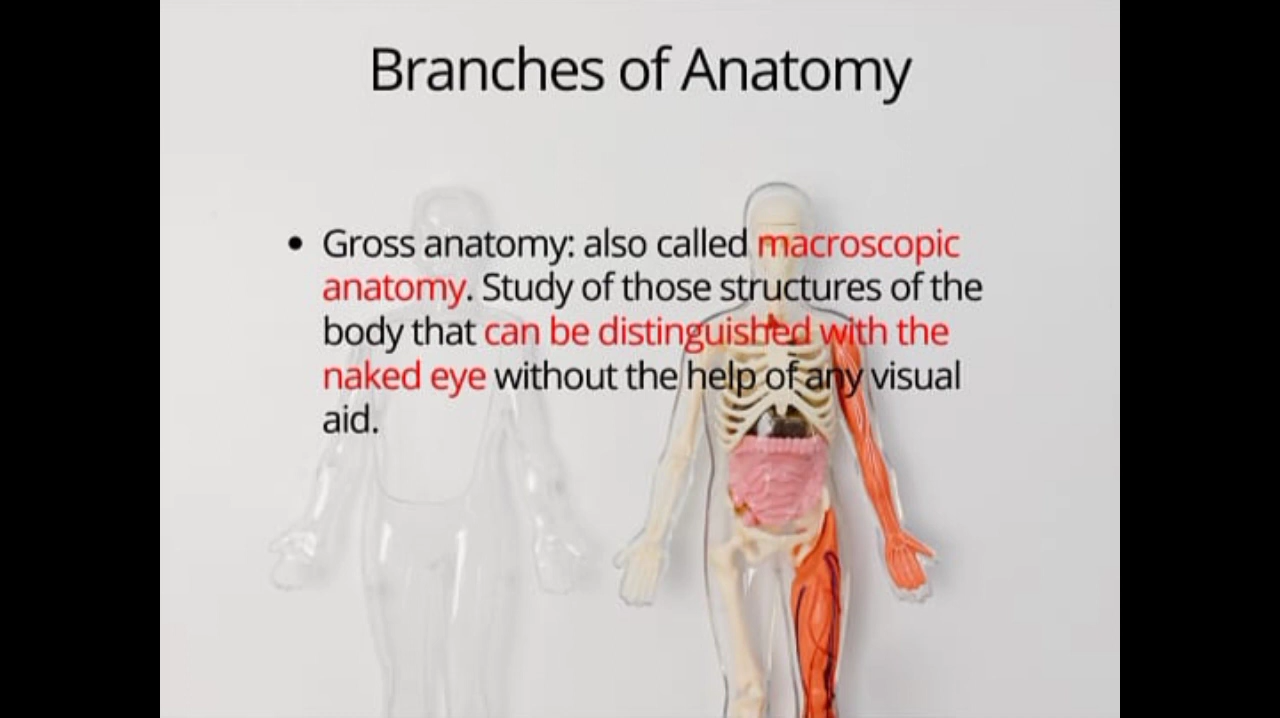 Branches of Anatomy
• Gross anatomy: also called macroscopic
anatomy. Study of those structures of the
body that can be distinguished with the
naked eye without the help of any visual
aid.